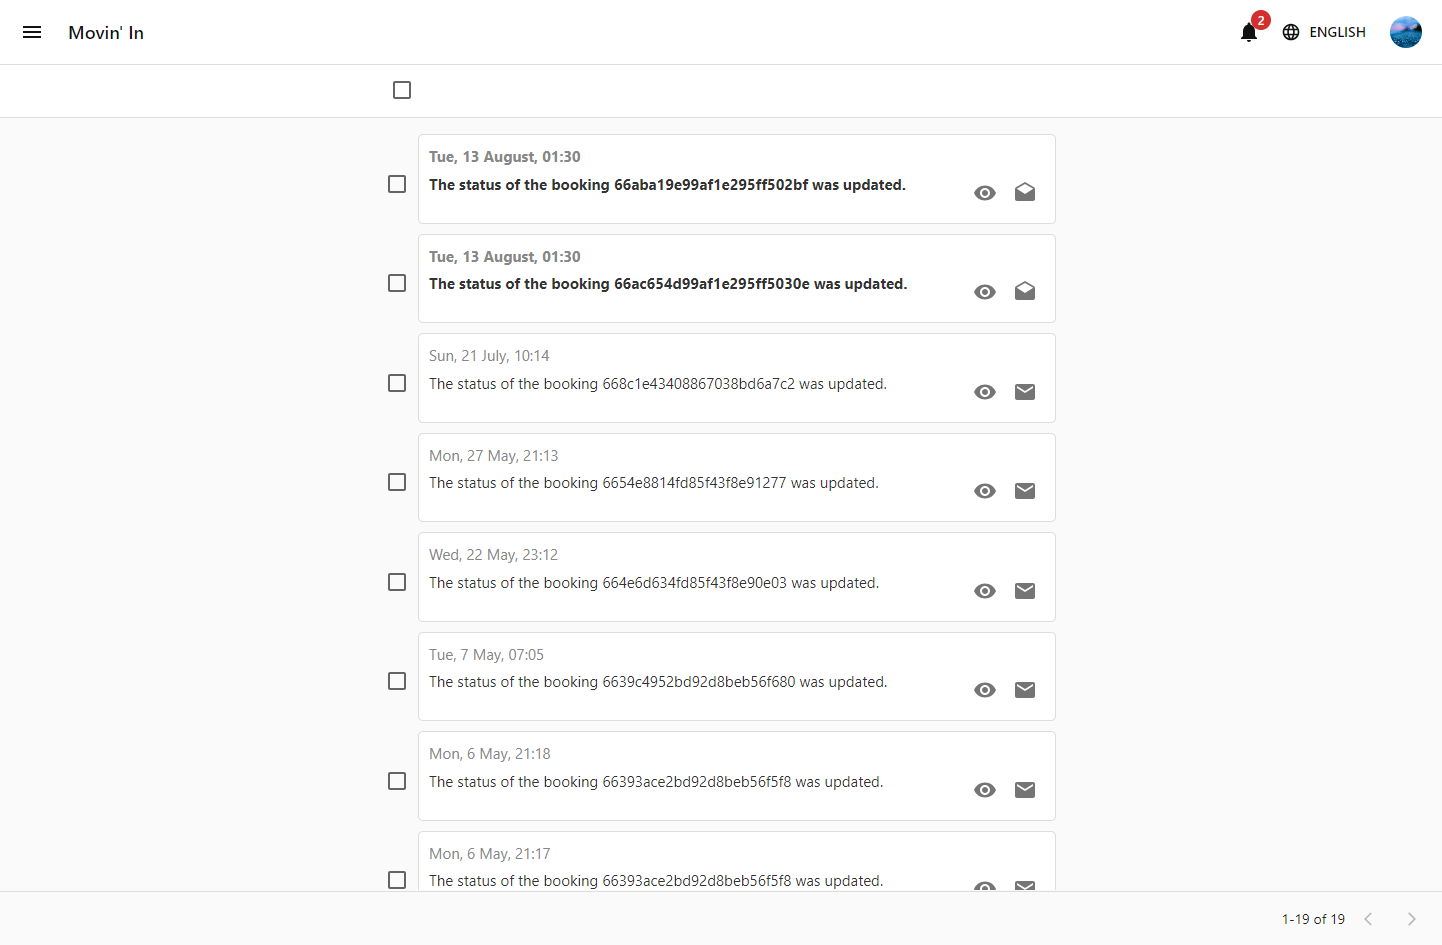 Movin' In
2
ENGLISH
Tue, 13 August, 01:30
The status of the booking 66aba19e99af1e295ff502bf was updated.
Tue, 13 August, 01:30
The status of the booking 66ac654d99af1e295ff5030e was updated.
Sun, 21 July, 10:14
The status of the booking 668c1e43408867038bd6a7c2 was updated.
Mon, 27 May, 21:13
The status of the booking 6654e8814fd85f43f8e91277 was updated.
Wed, 22 May, 23:12
The status of the booking 664e6d634fd85f43f8e90e03 was updated.
Tue, 7 May, 07:05
The status of the booking 6639c4952bd92d8beb56f680 was updated.
Mon, 6 May, 21:18
The status of the booking 66393ace2bd92d8beb56f5f8 was updated.
Mon, 6 May, 21:17
The status of the booking 66393ace2bd92d8beb56f5f8 was updated.
1-19 of 19